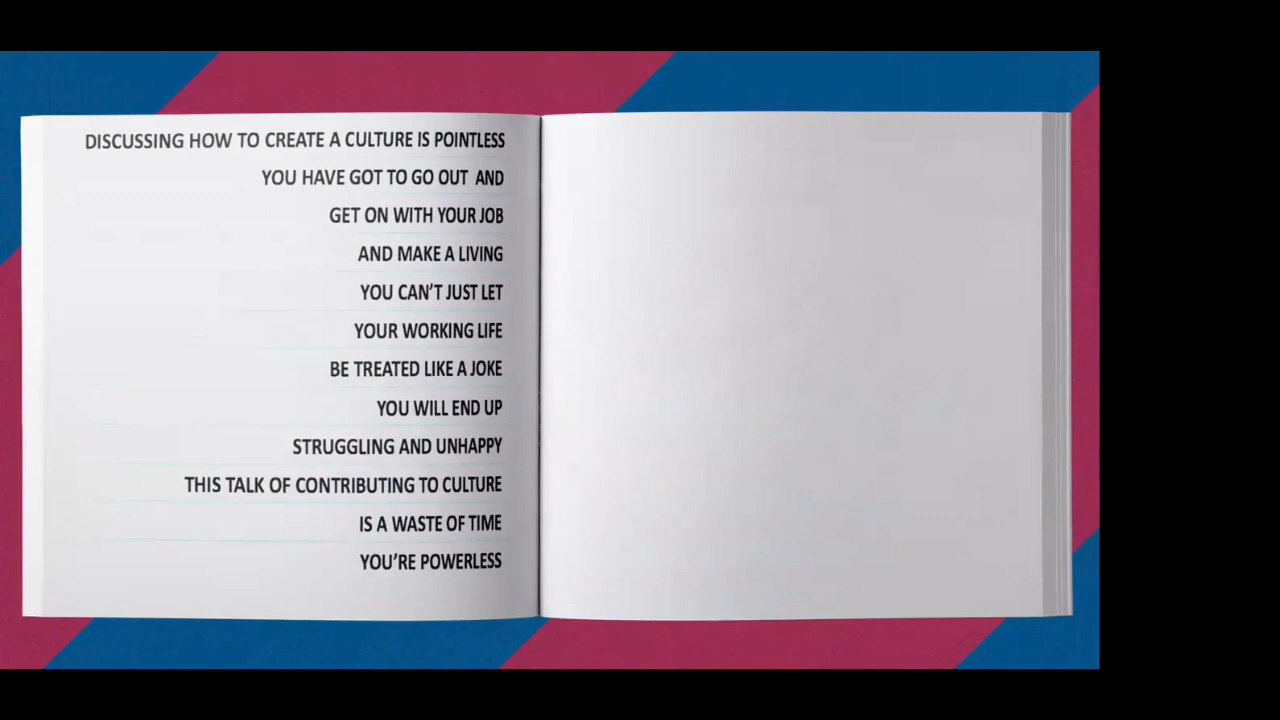 DISCUSSING HOW TO CREATE A CULTURE IS POINTLESS
YOU HAVE GOT TO GO OUT AND
GET ON WITH YOUR JOB
AND MAKE A LIVING
YOU CAN'T JUST LET
YOUR WORKING LIFE
BE TREATED LIKE A JOKE
YOU WILL END UP
STRUGGLING AND UNHAPPY
THIS TALK OF CONTRIBUTING TO CULTURE
IS A WASTE OF TIME
YOU'RE POWERLESS